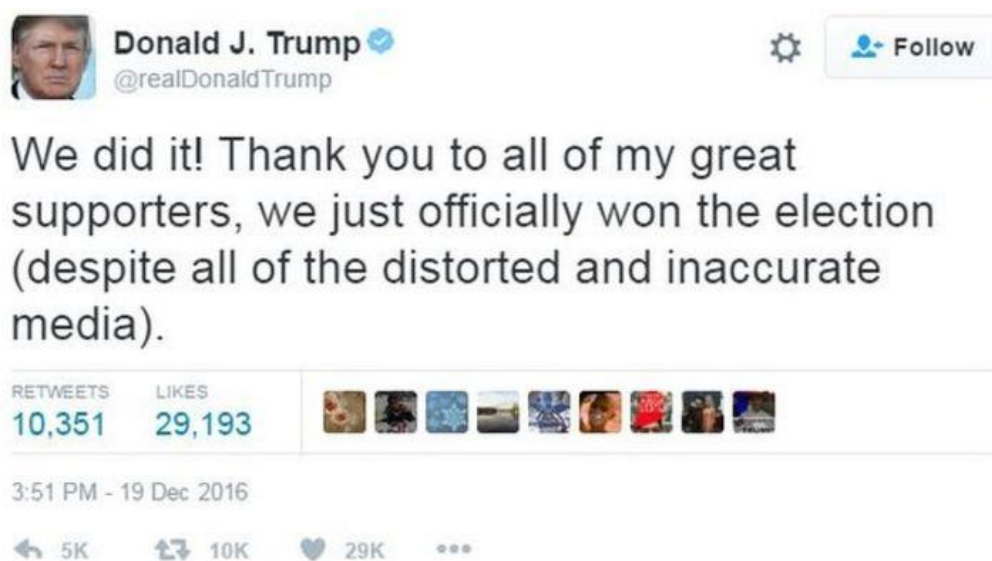 Donald J. Trump
@realDonaldTrump
Follow
We did it! Thank you to all of my great
supporters, we just officially won the election
(despite all of the distorted and inaccurate
media).
RETWEETS LIKES
10,351 29,193
3:51 PM - 19 Dec 2016
5K 10K 29K